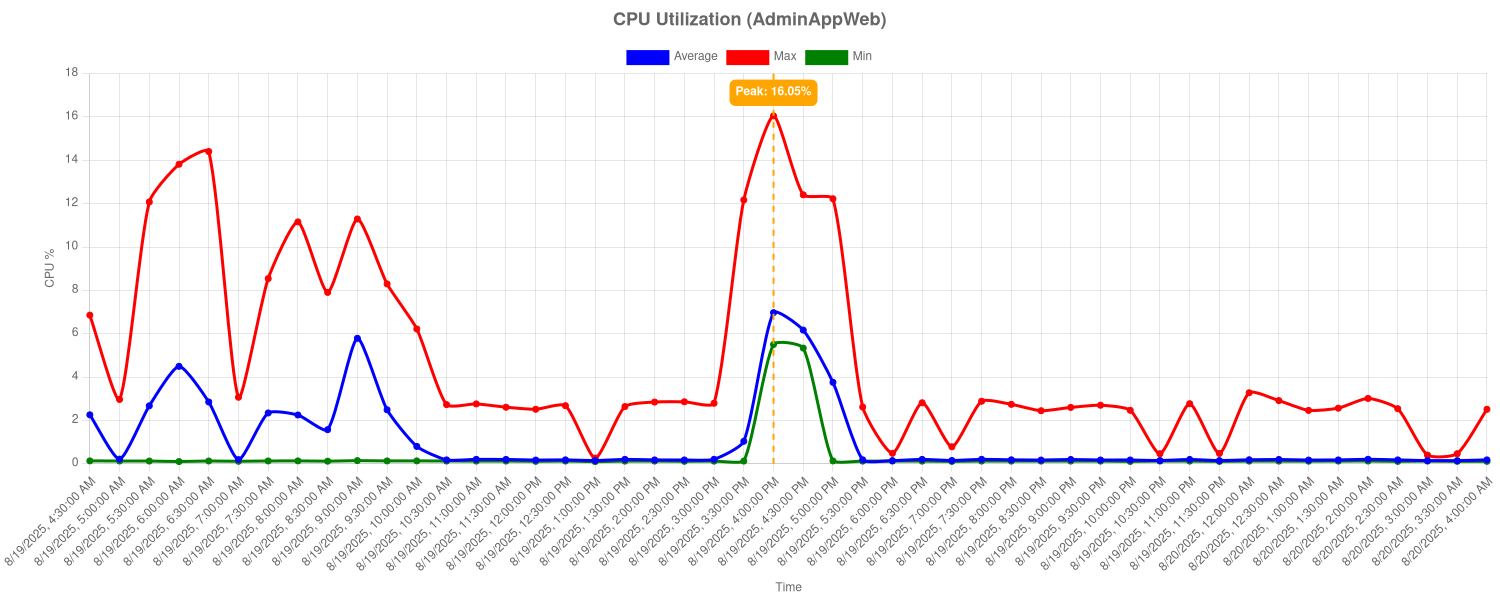 CPU Utilization (AdminAppWeb)
Average Max Min
Peak: 16.05%
18
16
14
12
10
8
6
4
2
0
CPU %
8/19/2025, 4:30:00 AM
8/19/2025, 5:00:00 AM
8/19/2025, 5:30:00 AM
8/19/2025, 6:00:00 AM
8/19/2025, 6:30:00 AM
8/19/2025, 7:00:00 AM
8/19/2025, 7:30:00 AM
8/19/2025, 8:00:00 AM
8/19/2025, 8:30:00 AM
8/19/2025, 9:00:00 AM
8/19/2025, 9:30:00 AM
8/19/2025, 10:00:00 AM
8/19/2025, 10:30:00 AM
8/19/2025, 11:00:00 AM
8/19/2025, 11:30:00 AM
8/19/2025, 12:00:00 PM
8/19/2025, 12:30:00 PM
8/19/2025, 1:00:00 PM
8/19/2025, 1:30:00 PM
8/19/2025, 2:00:00 PM
8/19/2025, 2:30:00 PM
8/19/2025, 3:00:00 PM
8/19/2025, 3:30:00 PM
8/19/2025, 4:00:00 PM
8/19/2025, 4:30:00 PM
8/19/2025, 5:00:00 PM
8/19/2025, 5:30:00 PM
8/19/2025, 6:00:00 PM
8/19/2025, 6:30:00 PM
8/19/2025, 7:00:00 PM
8/19/2025, 7:30:00 PM
8/19/2025, 8:00:00 PM
8/19/2025, 8:30:00 PM
8/19/2025, 9:00:00 PM
8/19/2025, 9:30:00 PM
8/19/2025, 10:00:00 PM
8/19/2025, 10:30:00 PM
8/19/2025, 11:00:00 PM
8/19/2025, 11:30:00 PM
8/20/2025, 12:00:00 AM
8/20/2025, 12:30:00 AM
8/20/2025, 1:00:00 AM
8/20/2025, 1:30:00 AM
8/20/2025, 2:00:00 AM
8/20/2025, 2:30:00 AM
8/20/2025, 3:00:00 AM
8/20/2025, 3:30:00 AM
8/20/2025, 4:00:00 AM
Time